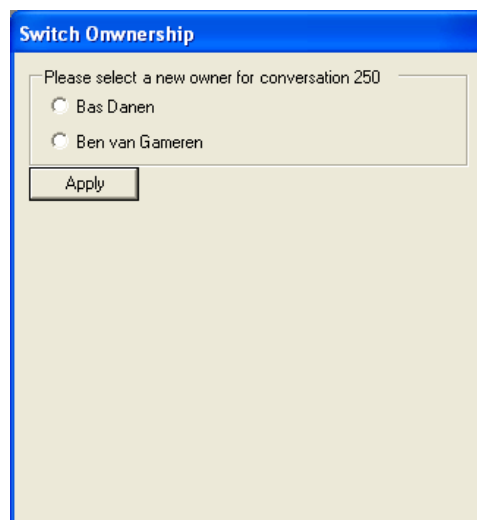 Switch Onwnership
Please select a new owner for conversation 250
Bas Danen
Ben van Gameren
Apply